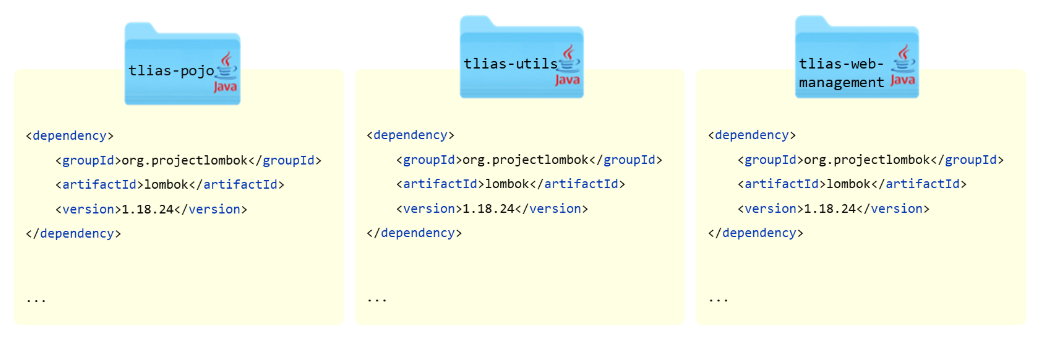 tlias-pojo
Java
<dependency>
<groupId>org.projectlombok</groupId>
<artifactId>lombok</artifactId>
<version>1.18.24</version>
</dependency>
...
tlias-utils
Java
<dependency>
<groupId>org.projectlombok</groupId>
<artifactId>lombok</artifactId>
<version>1.18.24</version>
</dependency>
...
tlias-web-
management
Java
<dependency>
<groupId>org.projectlombok</groupId>
<artifactId>lombok</artifactId>
<version>1.18.24</version>
</dependency>
...